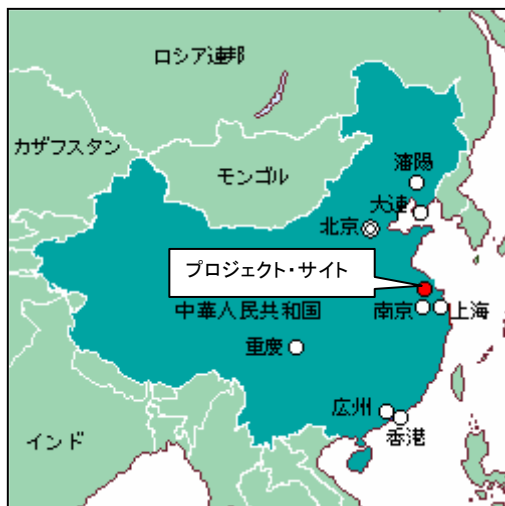 ロシア連邦
カザフスタン
モンゴル
瀋陽
大連
北京
プロジェクト・サイト
中華人民共和国
南京
上海
重慶
広州
香港
インド